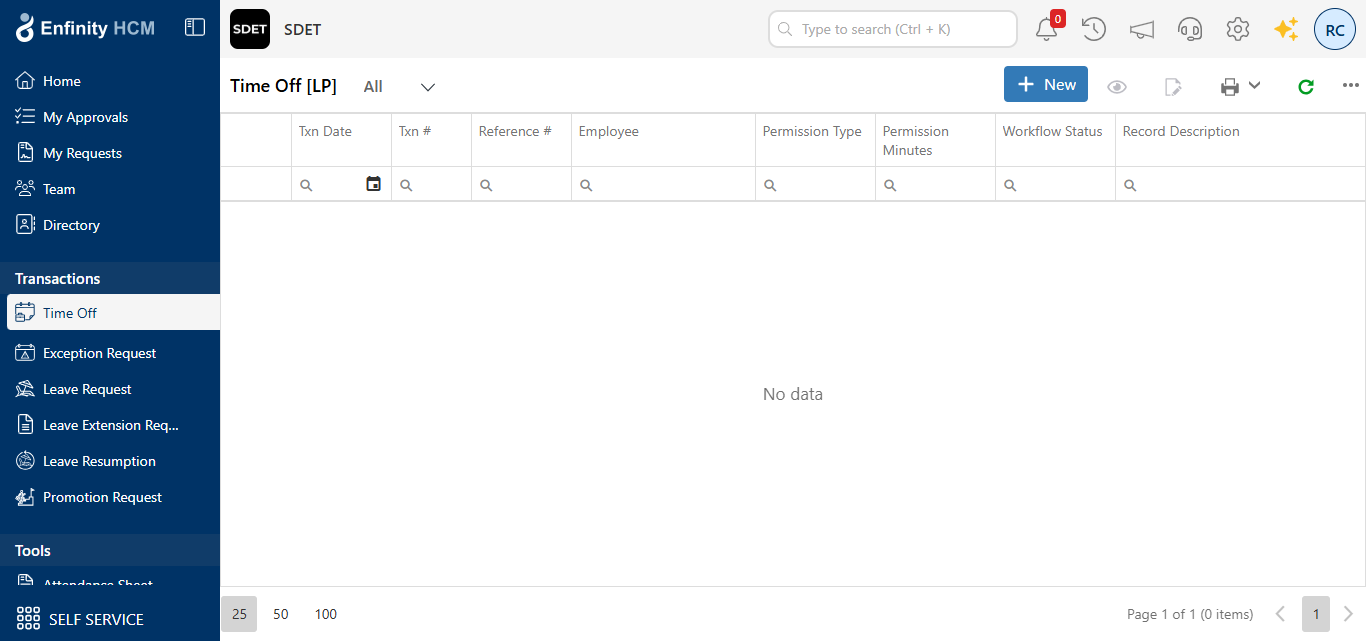 Enfinity HCM
SDET
SDET
Type to search (Ctrl + K)
0
RC
Home
My Approvals
My Requests
Team
Directory
Transactions
Time Off
Exception Request
Leave Request
Leave Extension Req...
Leave Resumption
Promotion Request
Tools
Attendance Sheet
SELF SERVICE
Time Off [LP]
All
New
Txn Date
Txn #
Reference #
Employee
Permission Type
Permission
Minutes
Workflow Status
Record Description
No data
25
50
100
Page 1 of 1 (0 items)
1